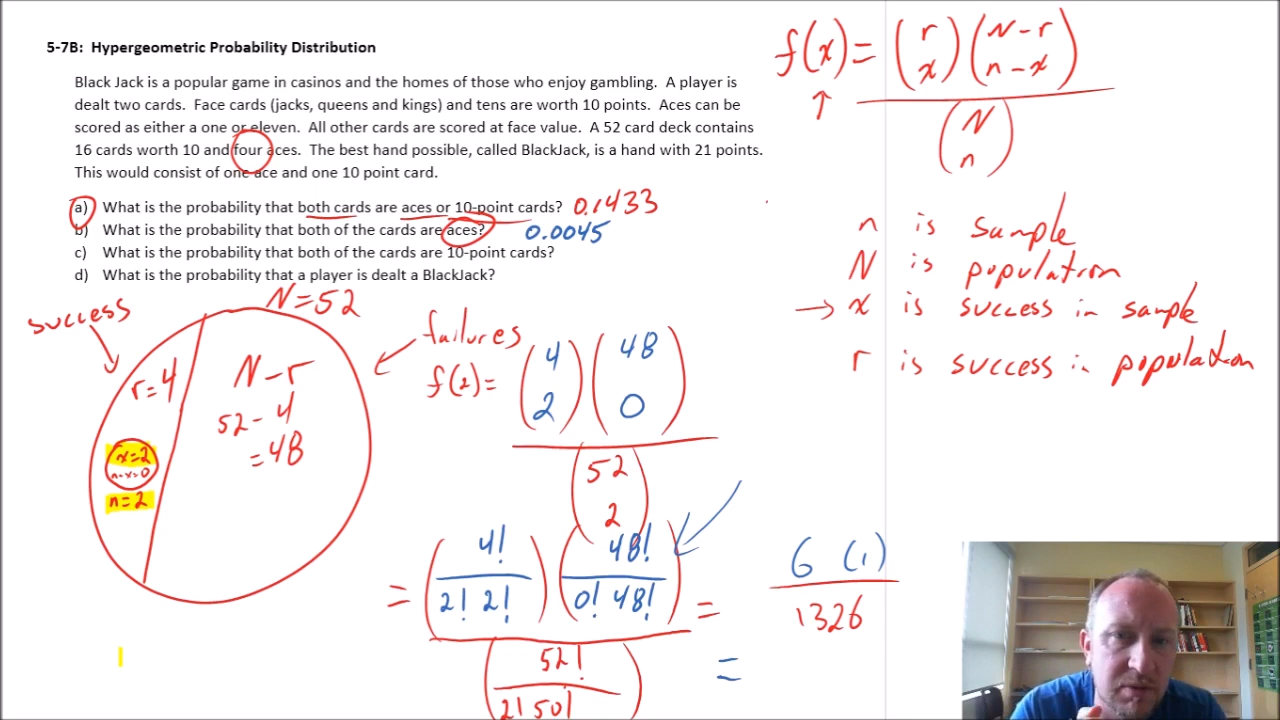 5-7B: Hypergeometric Probability Distribution
Black Jack is a popular game in casinos and the homes of those who enjoy gambling. A player is
dealt two cards. Face cards (jacks, queens and kings) and tens are worth 10 points. Aces can be
scored as either a one or eleven. All other cards are scored at face value. A 52 card deck contains
16 cards worth 10 and four aces. The best hand possible, called BlackJack, is a hand with 21 points.
This would consist of one ace and one 10 point card.
a) What is the probability that both cards are aces or 10-point cards? 0.1433
b) What is the probability that both of the cards are aces? 0.0045
c) What is the probability that both of the cards are 10-point cards?
d) What is the probability that a player is dealt a BlackJack?
f(x) = (r x) (N-r n-x)
(N n)
n is sample
N is population
→ x is success in sample
r is success in population
success
N=52
failures
r=4
N-r
52-4
=48
x=2
n-x=0
n=2
f(2) = (4 2) (48 0)
(52 2)
= (4! / 2! 2!) (48! / 0! 48!) = 6 (1)
(52! / 2! 50!) 1326
=